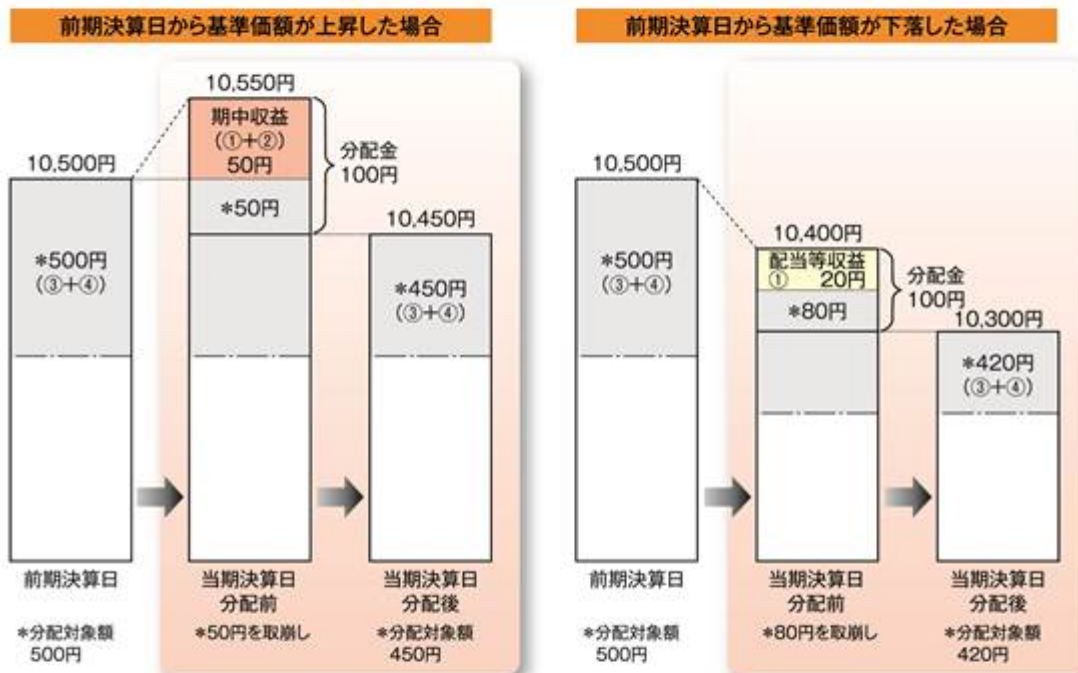 前期決算日から基準価額が上昇した場合
10,550円
期中収益
(①+②)
50円
分配金
100円
10,500円
*50円
10,450円
*500円
(③+④)
*450円
(③+④)
前期決算日
当期決算日
分配前
当期決算日
分配後
*分配対象額
500円
*50円を取崩し
*分配対象額
450円
前期決算日から基準価額が下落した場合
10,500円
10,400円
*500円
(③+④)
配当等収益
① 20円
分配金
100円
*80円
10,300円
*420円
(③+④)
前期決算日
当期決算日
分配前
当期決算日
分配後
*分配対象額
500円
*80円を取崩し
*分配対象額
420円